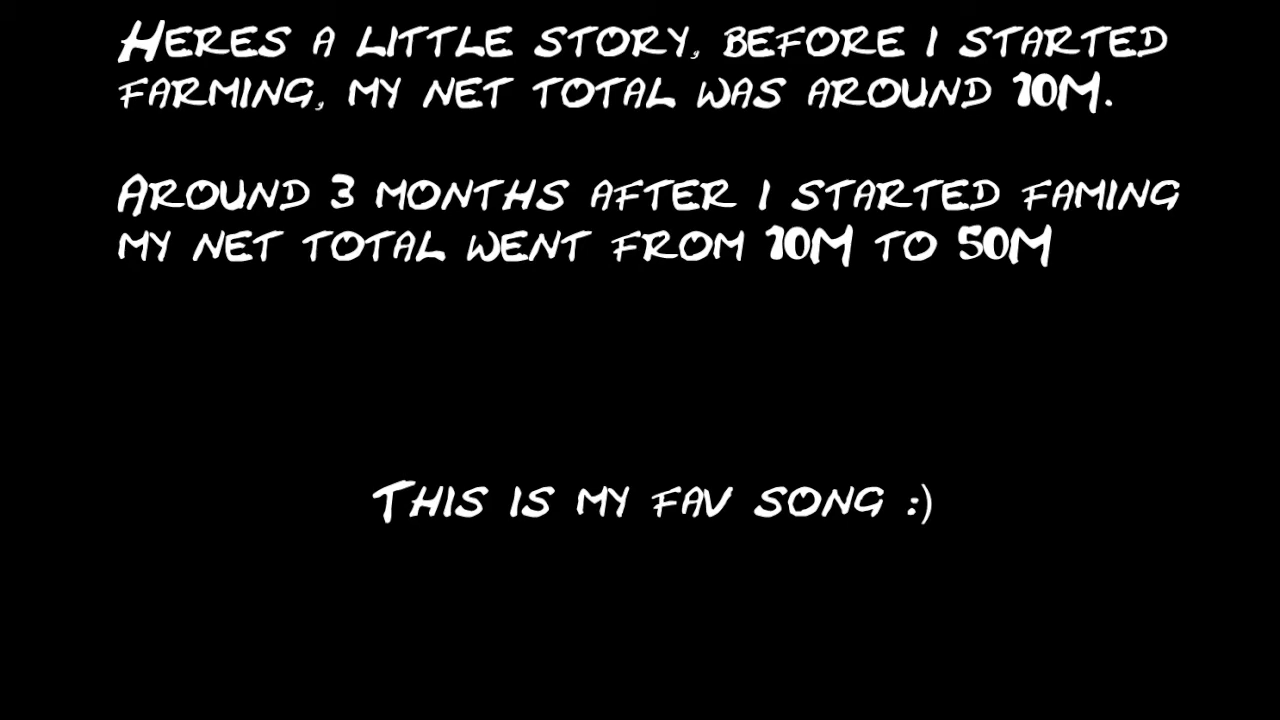 Heres a little story, before I started
farming, my net total was around 10M.
Around 3 months after I started faming
my net total went from 10M to 50M
This is my fav song :)